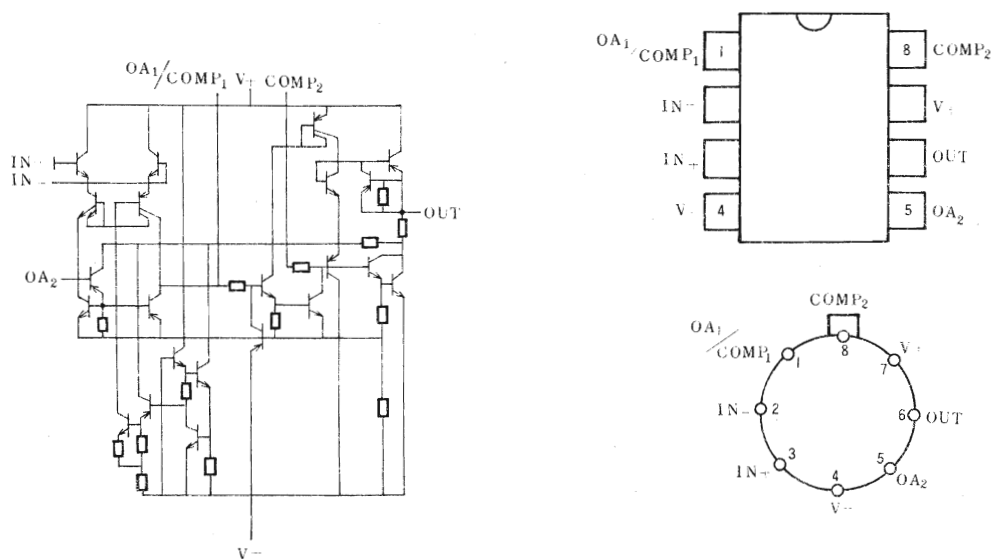 OA1/COMP1 V+ COMP2
IN+
IN−
OUT
OA2
V−
OA1/COMP1
1
8
COMP2
IN−
V+
IN+
OUT
V
4
5
OA2
COMP2
OA1/COMP1
8
V+
1
7
IN−
2
6
OUT
3
5
IN+
4
OA2
V−